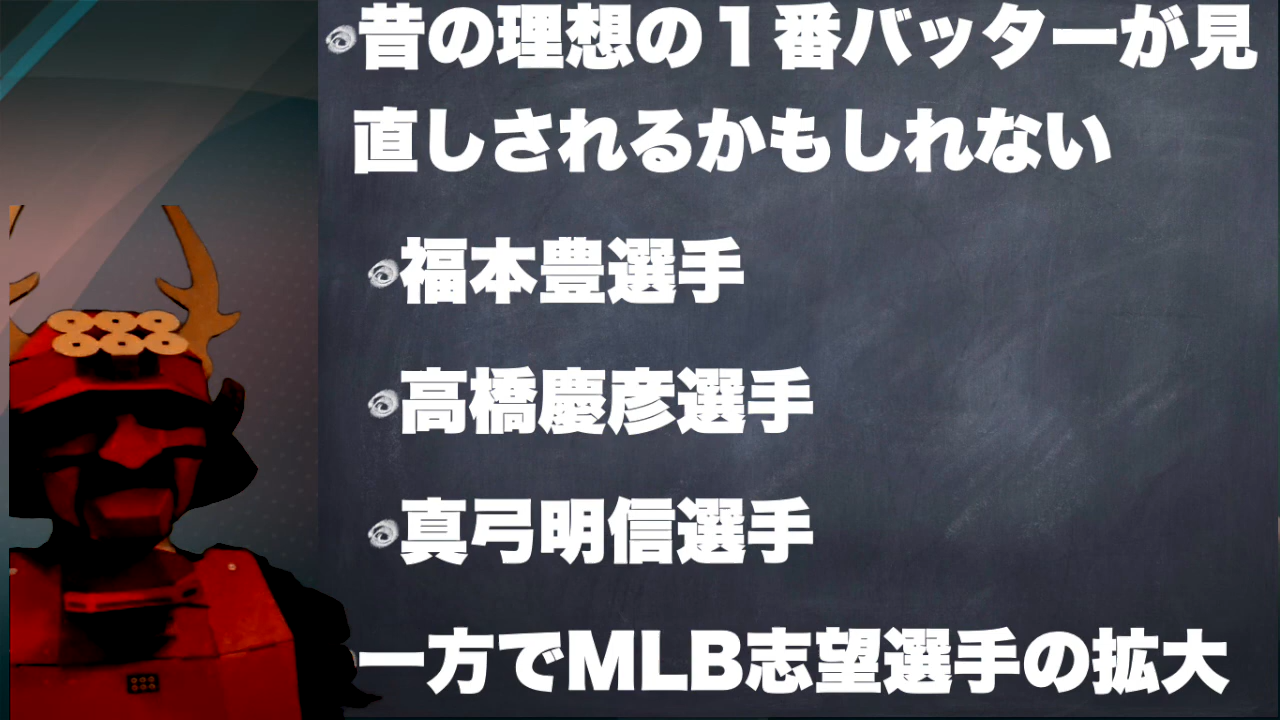 昔の理想の１番バッターが見
直しされるかもしれない
福本豊選手
高橋慶彦選手
真弓明信選手
一方でMLB志望選手の拡大